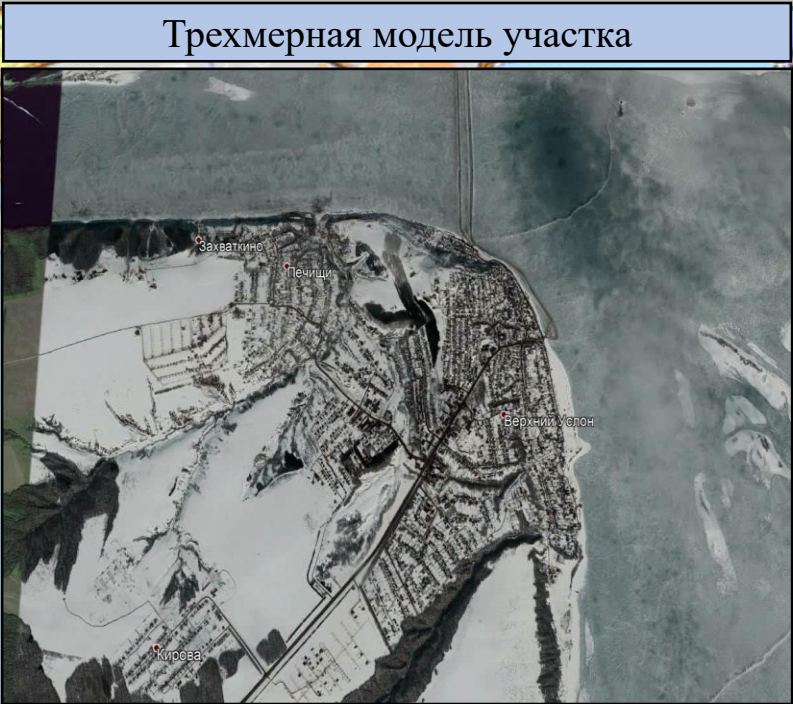 Трехмерная модель участка
Захваткино
Печищи
Верхний Услон
Кирова